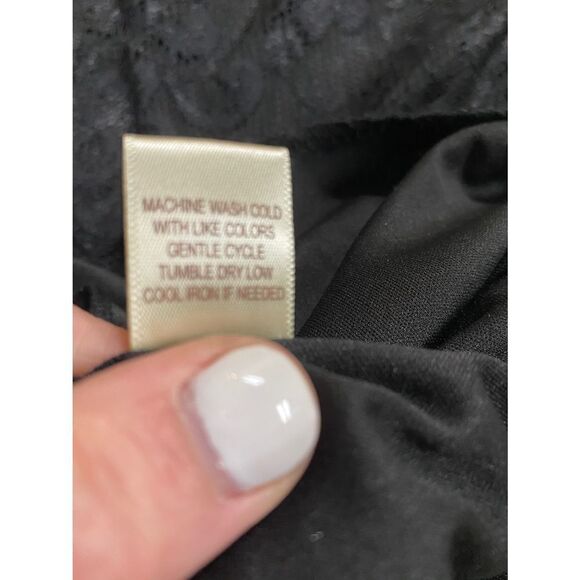 MACHINE WASH COLD
WITH LIKE COLORS
GENTLE CYCLE
TUMBLE DRY LOW
COOL IRON IF NEEDED